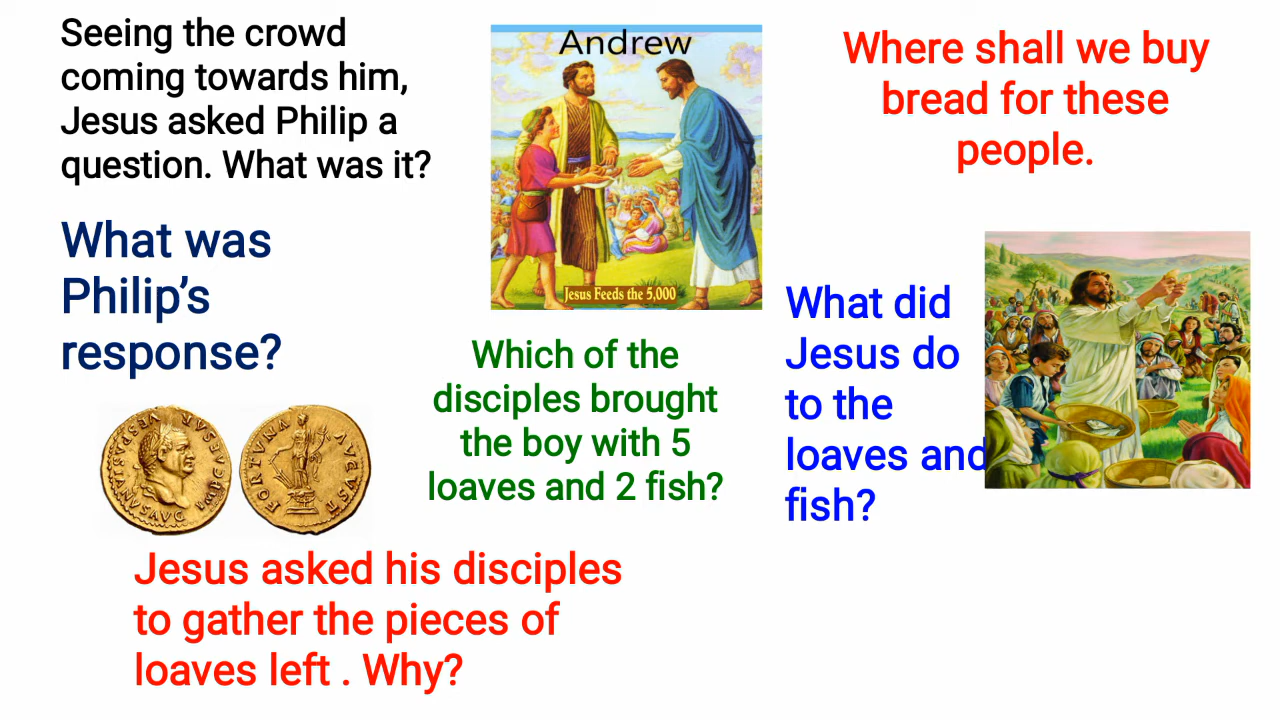 Seeing the crowd
coming towards him,
Jesus asked Philip a
question. What was it?
Andrew
Jesus Feeds the 5,000
Where shall we buy
bread for these
people.
What was
Philip’s
response?
Which of the
disciples brought
the boy with 5
loaves and 2 fish?
What did
Jesus do
to the
loaves and
fish?
FORTVNA AVGVST
Jesus asked his disciples
to gather the pieces of
loaves left . Why?